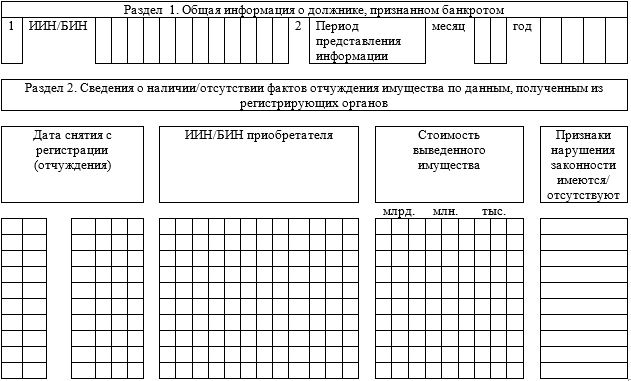 Раздел 1. Общая информация о должнике, признанном банкротом
1 ИИН/БИН 2 Период представления информации месяц год
Раздел 2. Сведения о наличии/отсутствии фактов отчуждения имущества по данным, полученным из
регистрирующих органов
Дата снятия с
регистрации
(отчуждения)
ИИН/БИН приобретателя
Стоимость
выведенного
имущества
Признаки
нарушения
законности
имеются/
отсутствуют
млрд. млн. тыс.